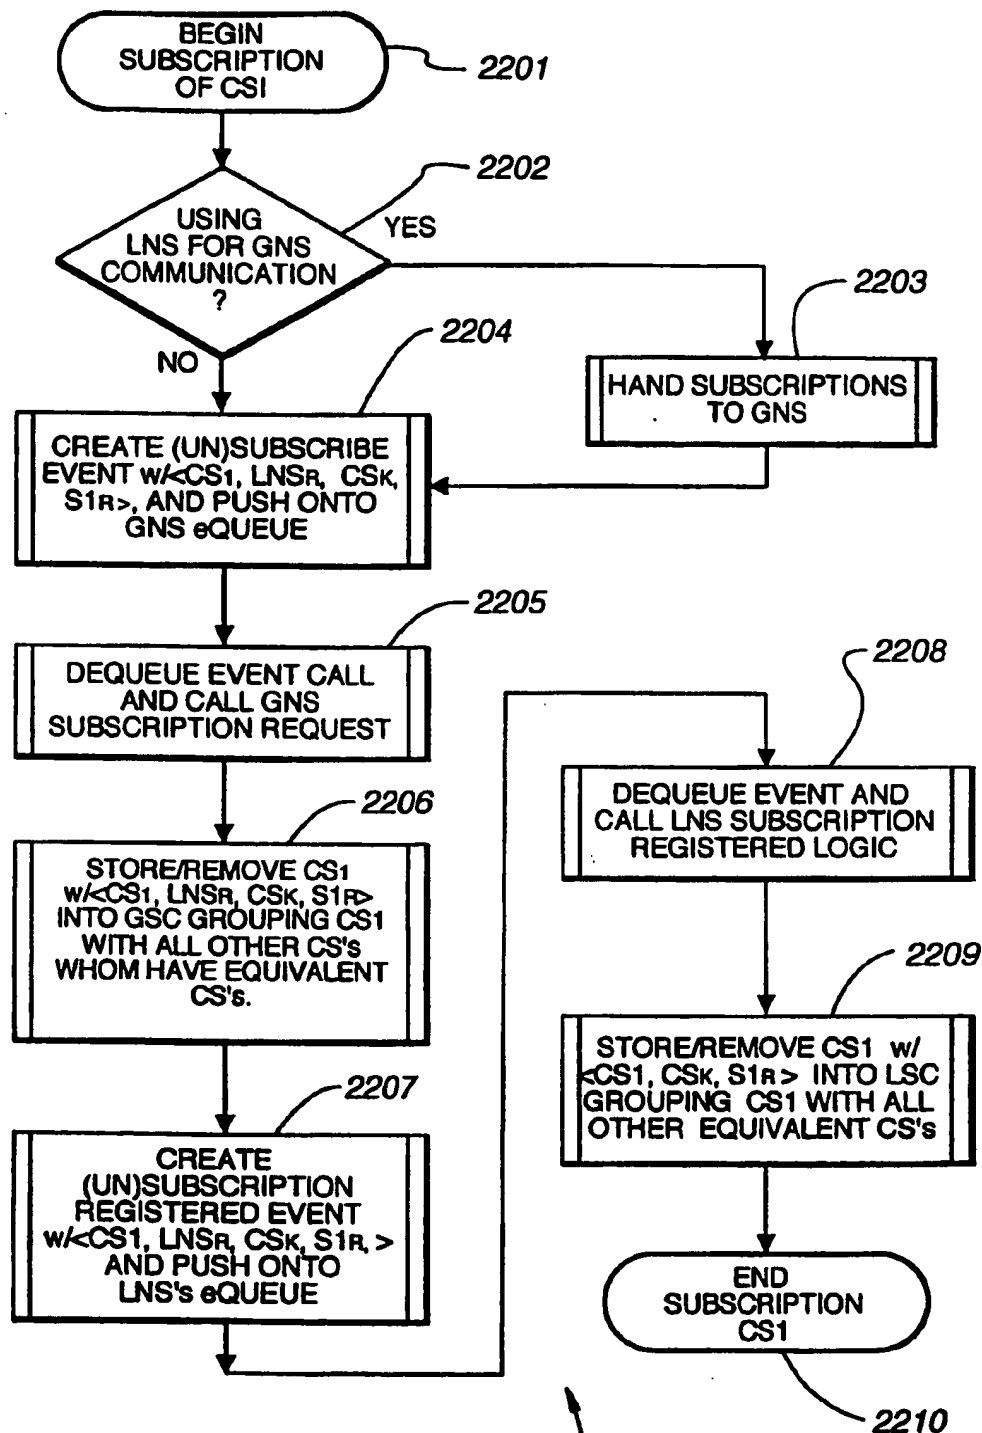 BEGIN
SUBSCRIPTION
OF CSI
2201
2202
USING
LNS FOR GNS
COMMUNICATION
?
YES
NO
2203
HAND SUBSCRIPTIONS
TO GNS
2204
CREATE (UN)SUBSCRIBE
EVENT w/<CS1, LNSR, CSK,
S1R>, AND PUSH ONTO
GNS eQUEUE
2205
DEQUEUE EVENT CALL
AND CALL GNS
SUBSCRIPTION REQUEST
2206
STORE/REMOVE CS1
w/<CS1, LNSR, CSK, S1R>
INTO GSC GROUPING CS1
WITH ALL OTHER CS's
WHOM HAVE EQUIVALENT
CS's.
2207
CREATE
(UN)SUBSCRIPTION
REGISTERED EVENT
w/<CS1, LNSR, CSK, S1R, >
AND PUSH ONTO
LNS's eQUEUE
2208
DEQUEUE EVENT AND
CALL LNS SUBSCRIPTION
REGISTERED LOGIC
2209
STORE/REMOVE CS1 w/
<CS1, CSK, S1R > INTO LSC
GROUPING CS1 WITH ALL
OTHER EQUIVALENT CS's
END
SUBSCRIPTION
CS1
2210